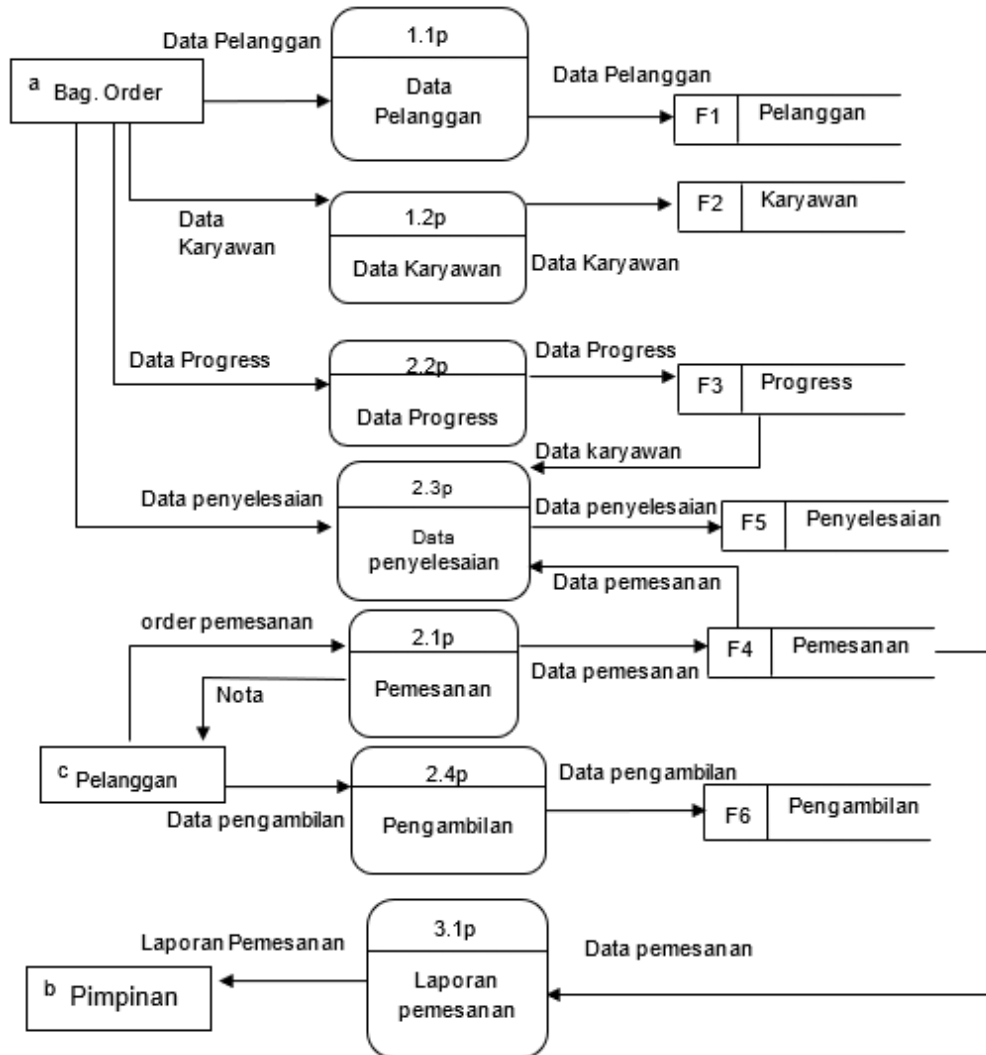 1.1p
Data Pelanggan
a Bag. Order
Data
Pelanggan
Data Pelanggan
F1 Pelanggan
Data
Karyawan
1.2p
Data Karyawan
Data Karyawan
F2 Karyawan
Data Progress
2.2p
Data Progress
Data Progress
F3 Progress
Data karyawan
Data penyelesaian
2.3p
Data
penyelesaian
Data penyelesaian
F5 Penyelesaian
Data pemesanan
order pemesanan
2.1p
Pemesanan
Data pemesanan
F4 Pemesanan
Nota
c Pelanggan
Data pengambilan
2.4p
Pengambilan
Data pengambilan
F6 Pengambilan
3.1p
Laporan
pemesanan
Laporan Pemesanan
Data pemesanan
b Pimpinan